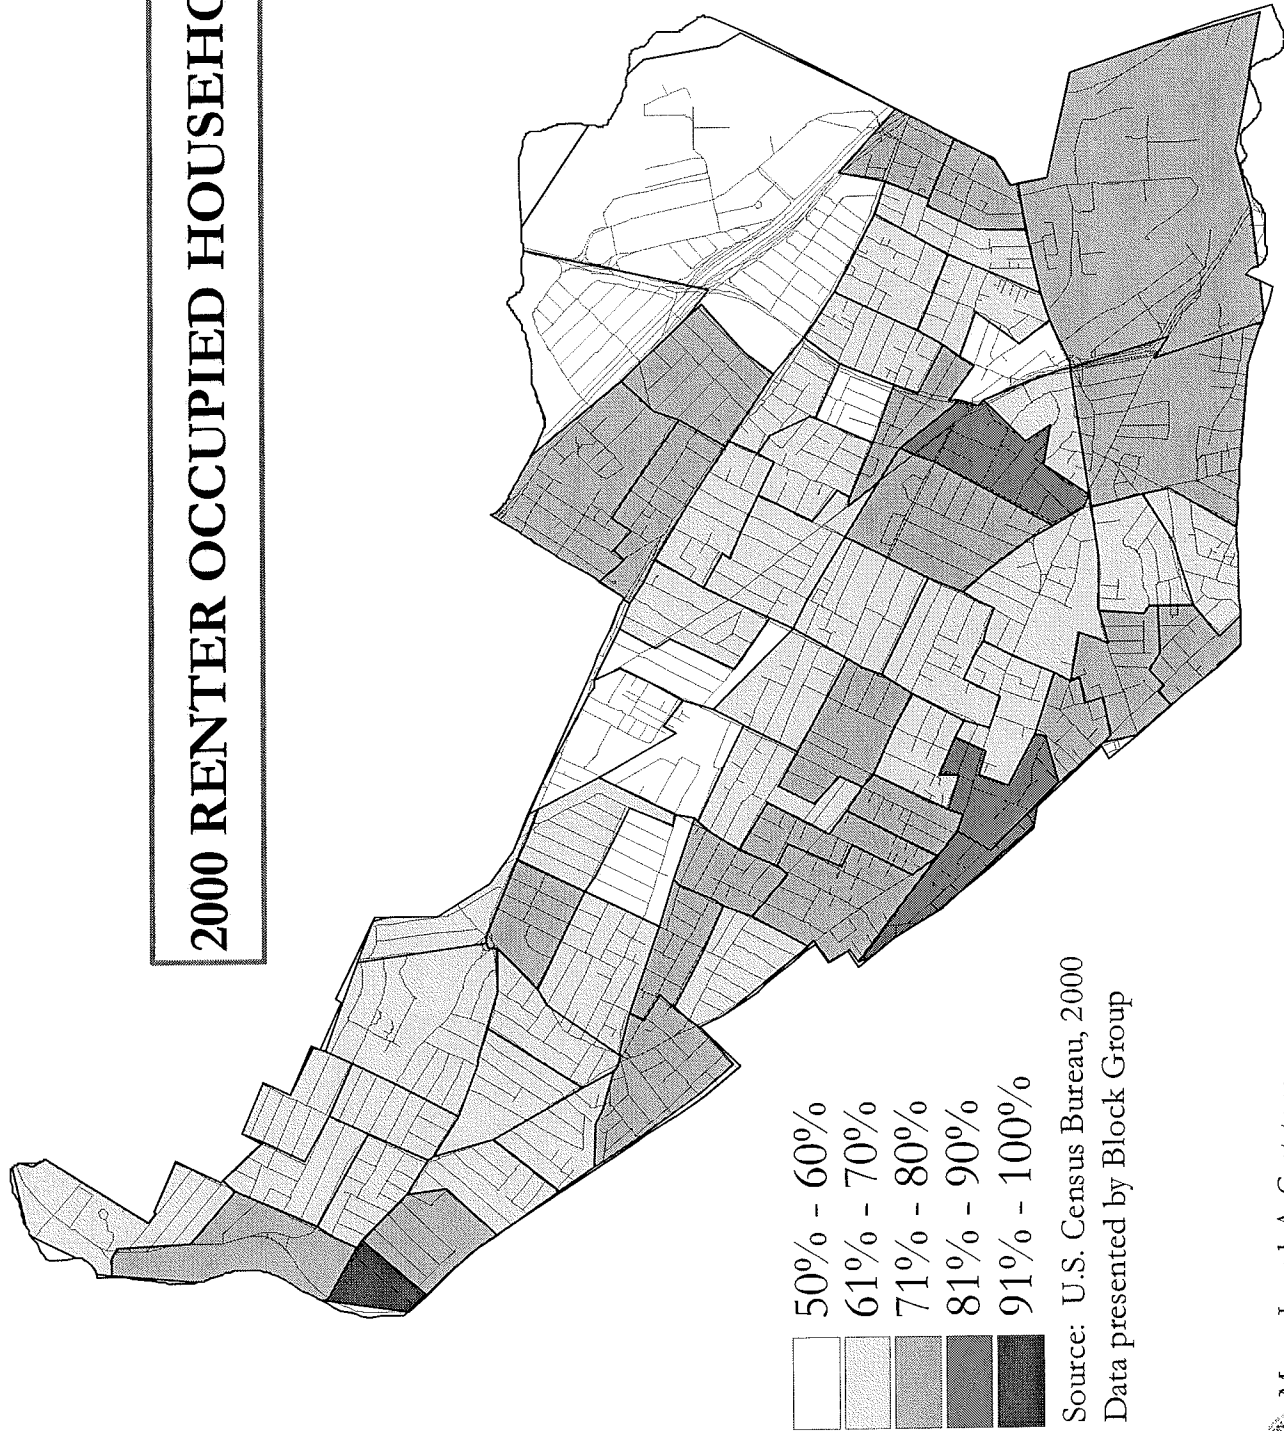 2000 RENTER OCCUPIED
50% - 60%
61% - 70%
71% - 80%
81% - 90%
91% - 100%
Source: U.S. Census Bureau, 2000
Data presented by Block Group